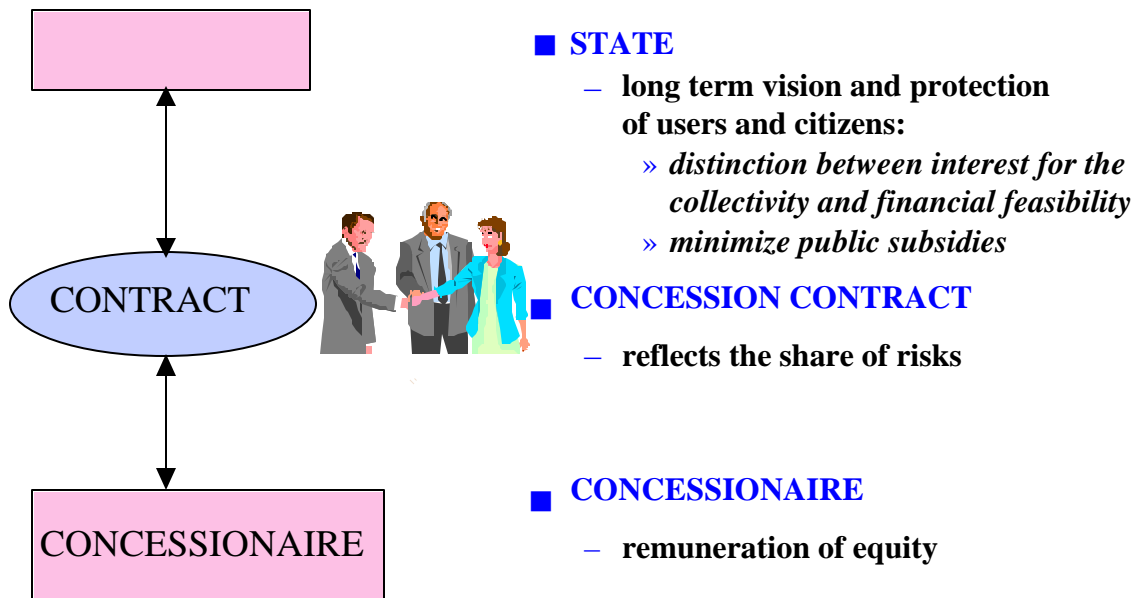 ■ STATE
– long term vision and protection
of users and citizens:
» distinction between interest for the
collectivity and financial feasibility
» minimize public subsidies
CONTRACT
■ CONCESSION CONTRACT
– reflects the share of risks
■ CONCESSIONAIRE
CONCESSIONAIRE
– remuneration of equity